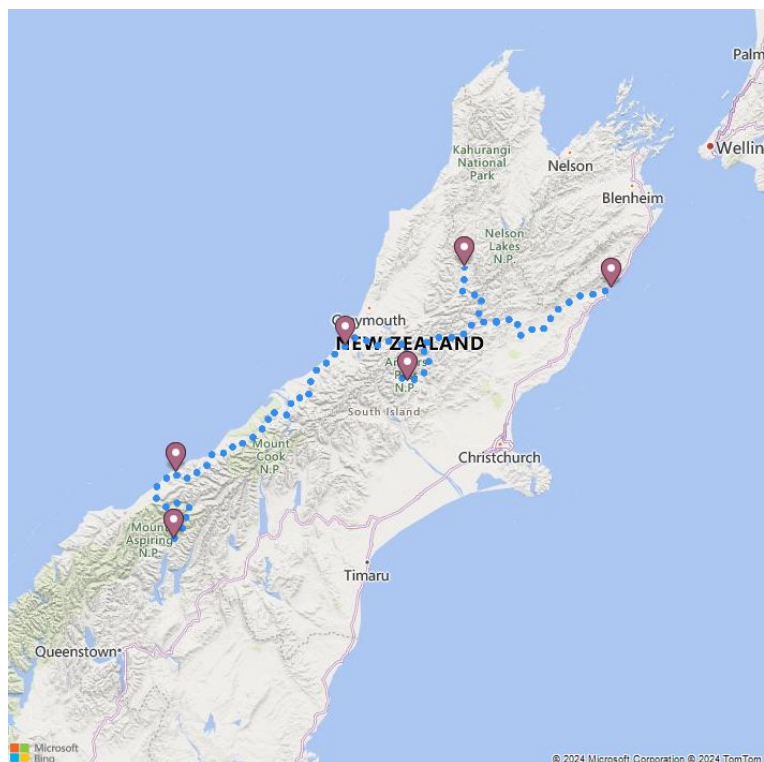 Palm
Kahurangi
National
Park
Nelson
Wellin
Blenheim
Nelson
Lakes
N.P.
NEW ZEALAND
N.P.
South Island
Mount
Cook
N.P.
Christchurch
Mount
Aspiring
N.P.
Timaru
Queenstown
Microsoft
Bing
© 2024 Microsoft Corporation © 2024 TomTom